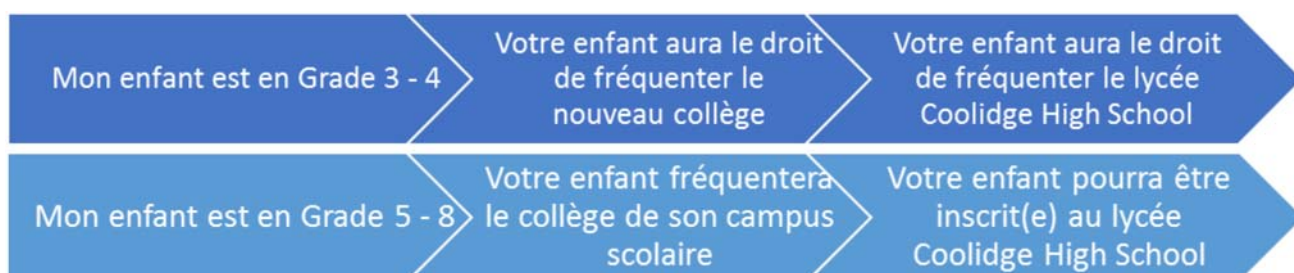 Mon enfant est en Grade 3 - 4
Votre enfant aura le droit
de fréquenter le
nouveau collège
Votre enfant aura le droit
de fréquenter le lycée
Coolidge High School
Mon enfant est en Grade 5 - 8
Votre enfant fréquentera
le collège de son campus
scolaire
Votre enfant pourra être
inscrit(e) au lycée
Coolidge High School